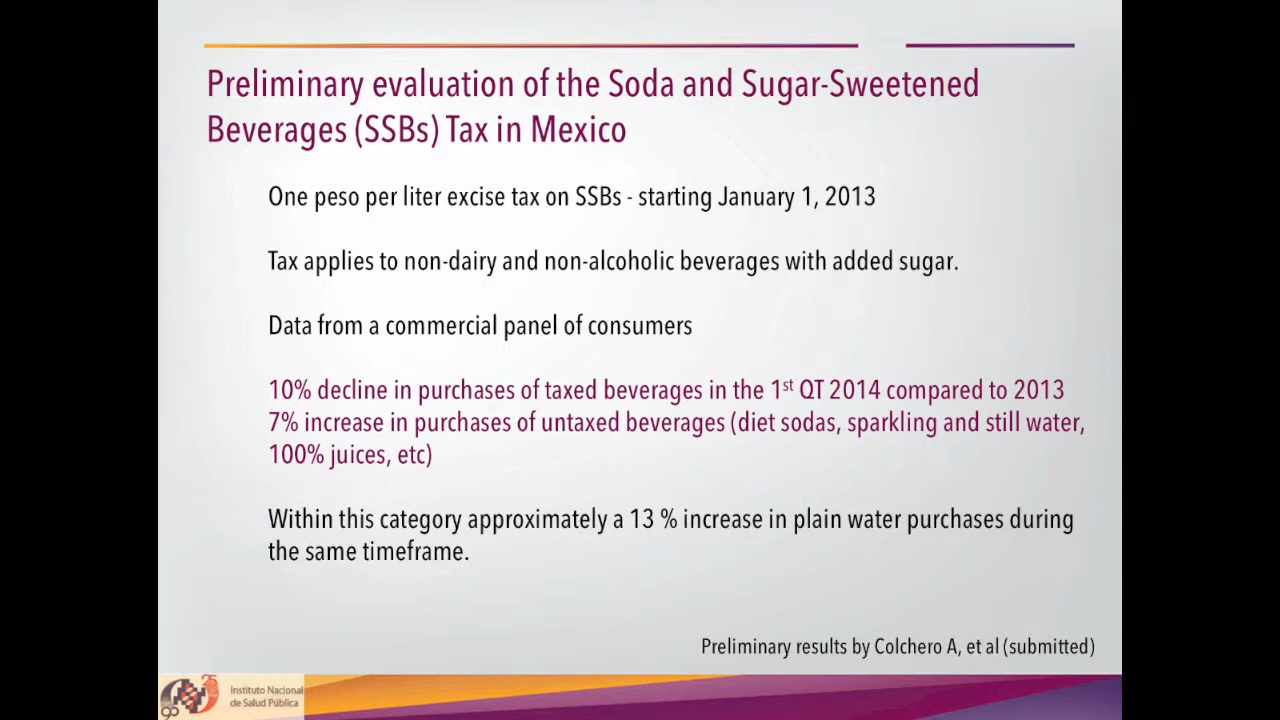 Preliminary evaluation of the Soda and Sugar-Sweetened
Beverages (SSBs) Tax in Mexico
One peso per liter excise tax on SSBs - starting January 1, 2013
Tax applies to non-dairy and non-alcoholic beverages with added sugar.
Data from a commercial panel of consumers
10% decline in purchases of taxed beverages in the 1st QT 2014 compared to 2013
7% increase in purchases of untaxed beverages (diet sodas, sparkling and still water,
100% juices, etc)
Within this category approximately a 13 % increase in plain water purchases during
the same timeframe.
Preliminary results by Colchero A, et al (submitted)
Instituto Nacional
de Salud Pública